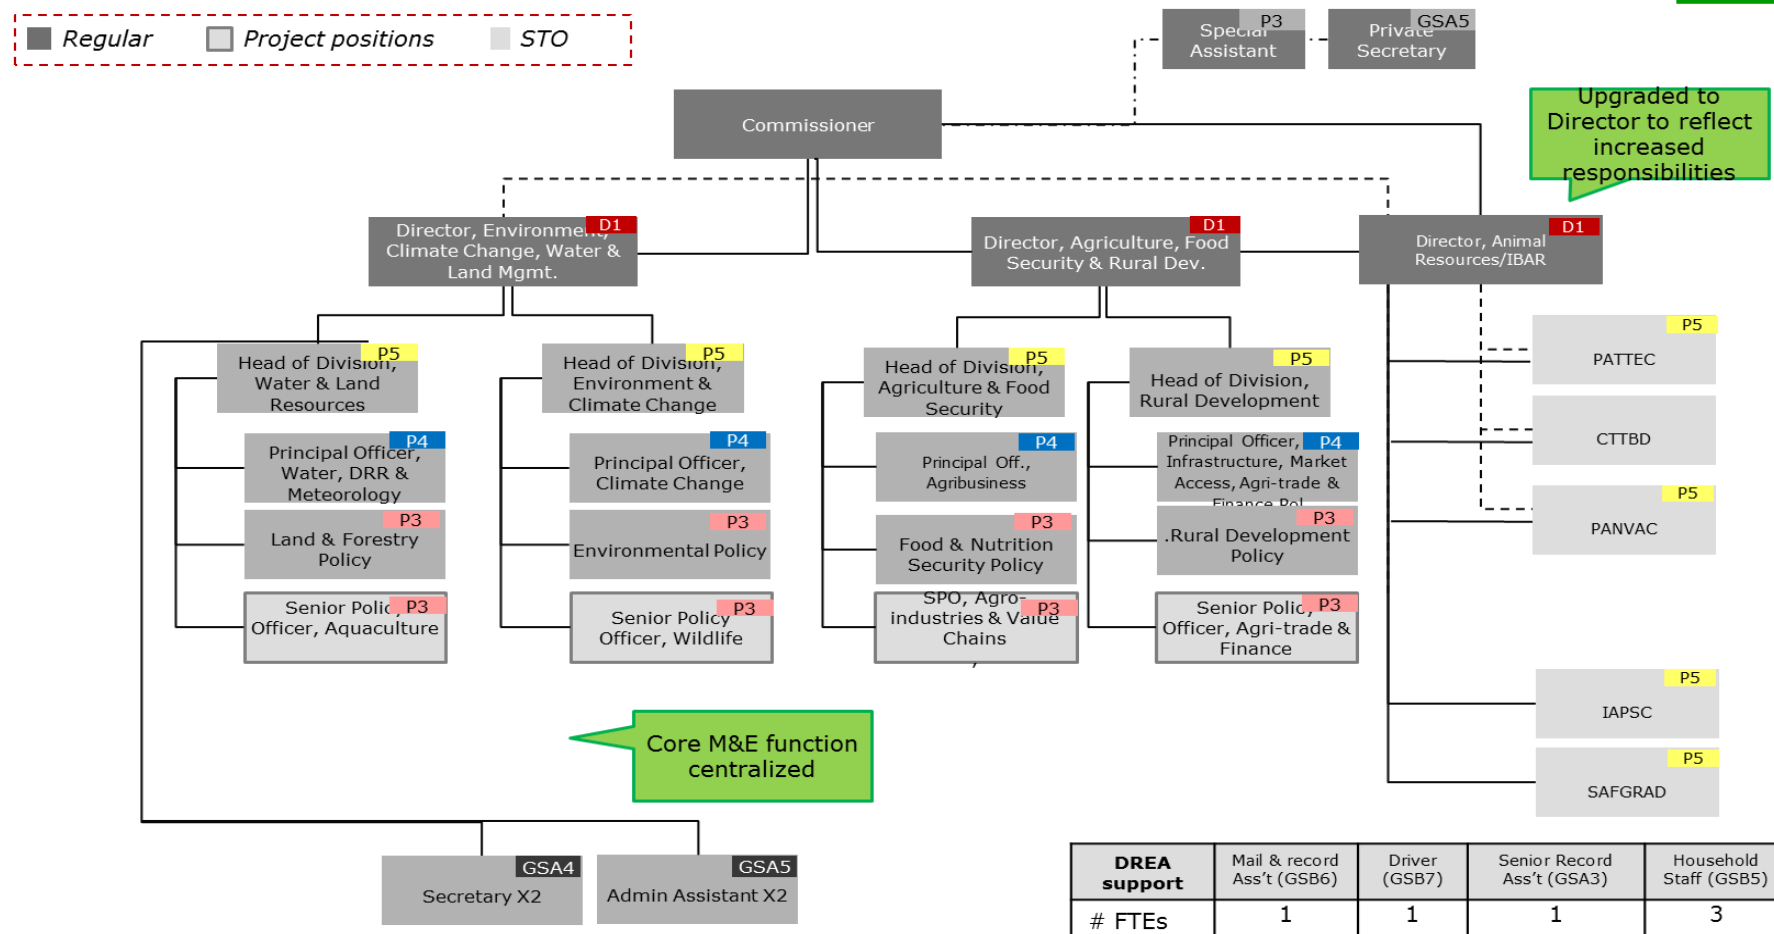 Regular
Project positions
STO
P3
Special
Assistant
GSA5
Private
Secretary
Commissioner
Upgraded to
Director to reflect
increased
responsibilities
D1
Director, Environment,
Climate Change, Water &
Land Mgmt.
D1
Director, Agriculture, Food
Security & Rural Dev.
D1
Director, Animal
Resources/IBAR
P5
Head of Division,
Water & Land
Resources
P5
Head of Division,
Environment &
Climate Change
P5
Head of Division,
Agriculture & Food
Security
P5
Head of Division,
Rural Development
P5
PATTEC
P4
Principal Officer,
Water, DRR &
Meteorology
P4
Principal Officer,
Climate Change
P4
Principal Off.,
Agribusiness
P4
Principal Officer,
Infrastructure, Market
Access, Agri-trade &
Finance Pol
CTTBD
P3
Land & Forestry
Policy
P3
Environmental Policy
P3
Food & Nutrition
Security Policy
P3
.Rural Development
Policy
P5
PANVAC
P3
Senior Policy
Officer, Aquaculture
P3
Senior Policy
Officer, Wildlife
P3
SPO, Agro-
industries & Value
Chains
,
P3
Senior Policy
Officer, Agri-trade &
Finance
P5
IAPSC
Core M&E function
centralized
P5
SAFGRAD
GSA4
Secretary X2
GSA5
Admin Assistant X2
DREA
support
Mail & record
Ass't (GSB6)
Driver
(GSB7)
Senior Record
Ass't (GSA3)
Household
Staff (GSB5)
# FTEs
1
1
1
3